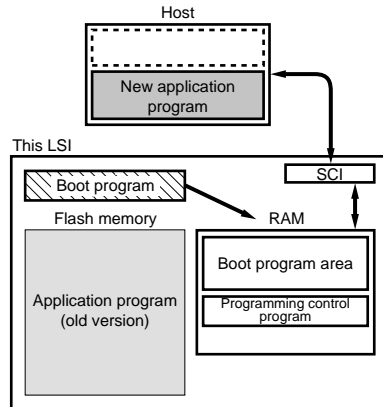 Host
New application
program
This LSI
SCI
Boot program
Flash memory
RAM
Boot program area
Application program
(old version)
Programming control
program